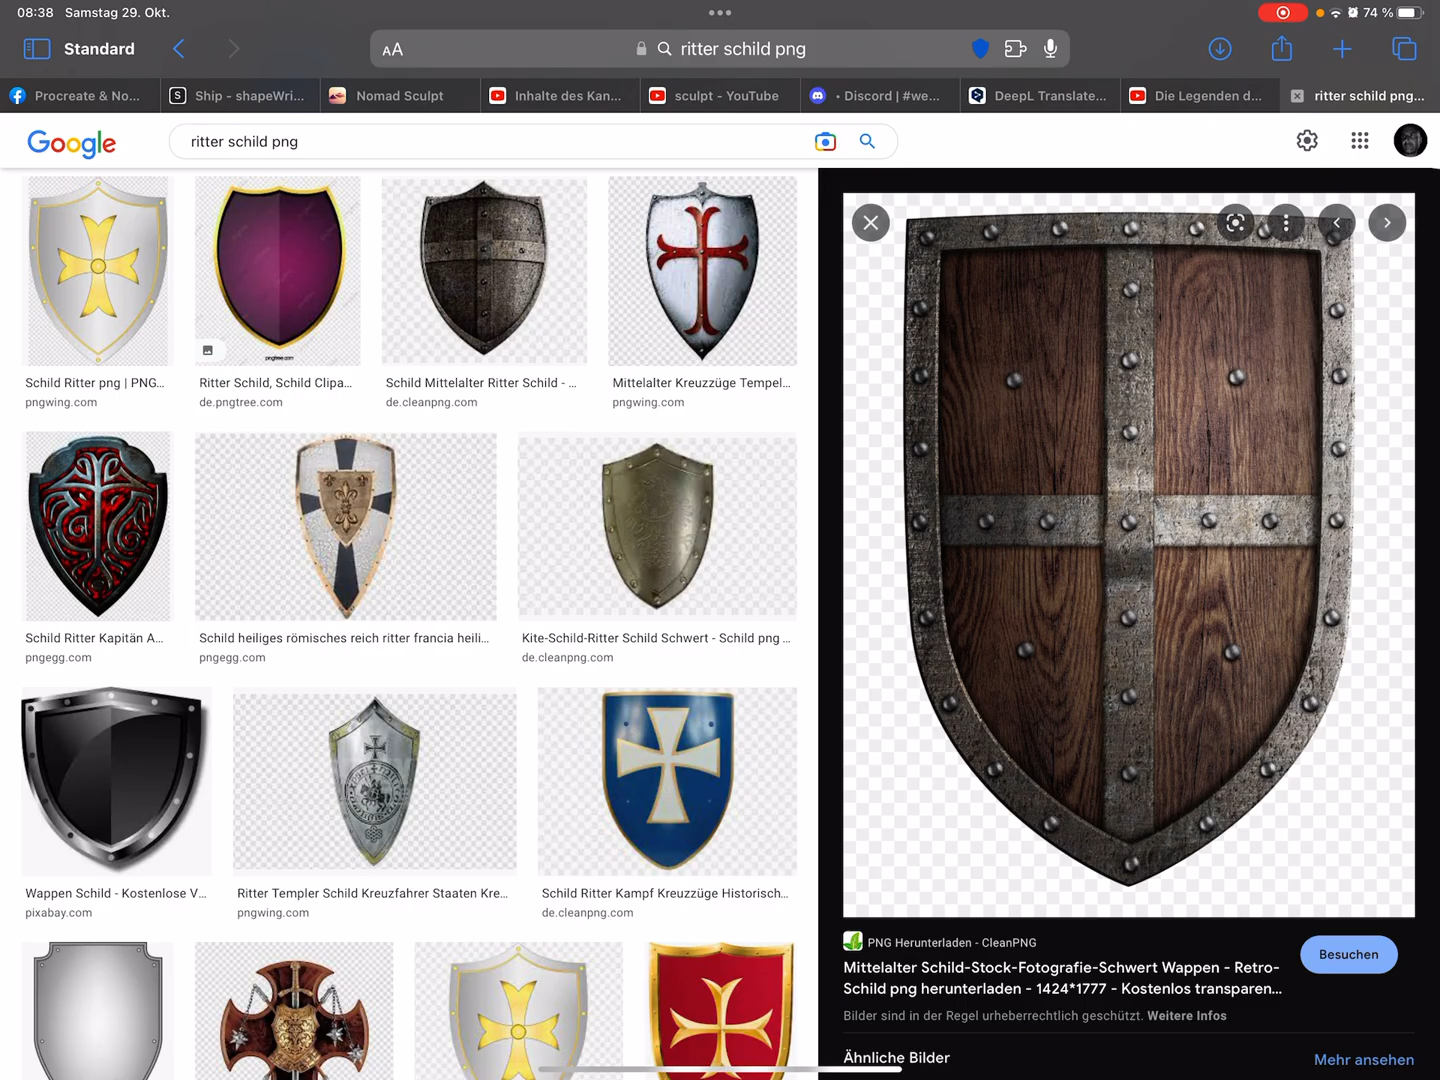 08:38 Samstag 29. Okt.
74 %
Standard
AA
ritter schild png
Procreate & No...
Ship - shapeWri...
Nomad Sculpt
Inhalte des Kan...
sculpt - YouTube
• Discord | #we...
DeepL Translate...
Die Legenden d...
ritter schild png...
Google
ritter schild png
Schild Ritter png | PNG...
pngwing.com
pngtree.com
Ritter Schild, Schild Clipa...
de.pngtree.com
Schild Mittelalter Ritter Schild - ...
de.cleanpng.com
Mittelalter Kreuzzüge Tempel...
pngwing.com
Schild Ritter Kapitän A...
pngegg.com
Schild heiliges römisches reich ritter francia heili...
pngegg.com
Kite-Schild-Ritter Schild Schwert - Schild png ...
de.cleanpng.com
Wappen Schild - Kostenlose V...
pixabay.com
Ritter Templer Schild Kreuzfahrer Staaten Kre...
pngwing.com
Schild Ritter Kampf Kreuzzüge Historisch...
de.cleanpng.com
PNG Herunterladen - CleanPNG
Mittelalter Schild-Stock-Fotografie-Schwert Wappen - Retro-
Schild png herunterladen - 1424*1777 - Kostenlos transparen...
Besuchen
Bilder sind in der Regel urheberrechtlich geschützt. Weitere Infos
Ähnliche Bilder
Mehr ansehen